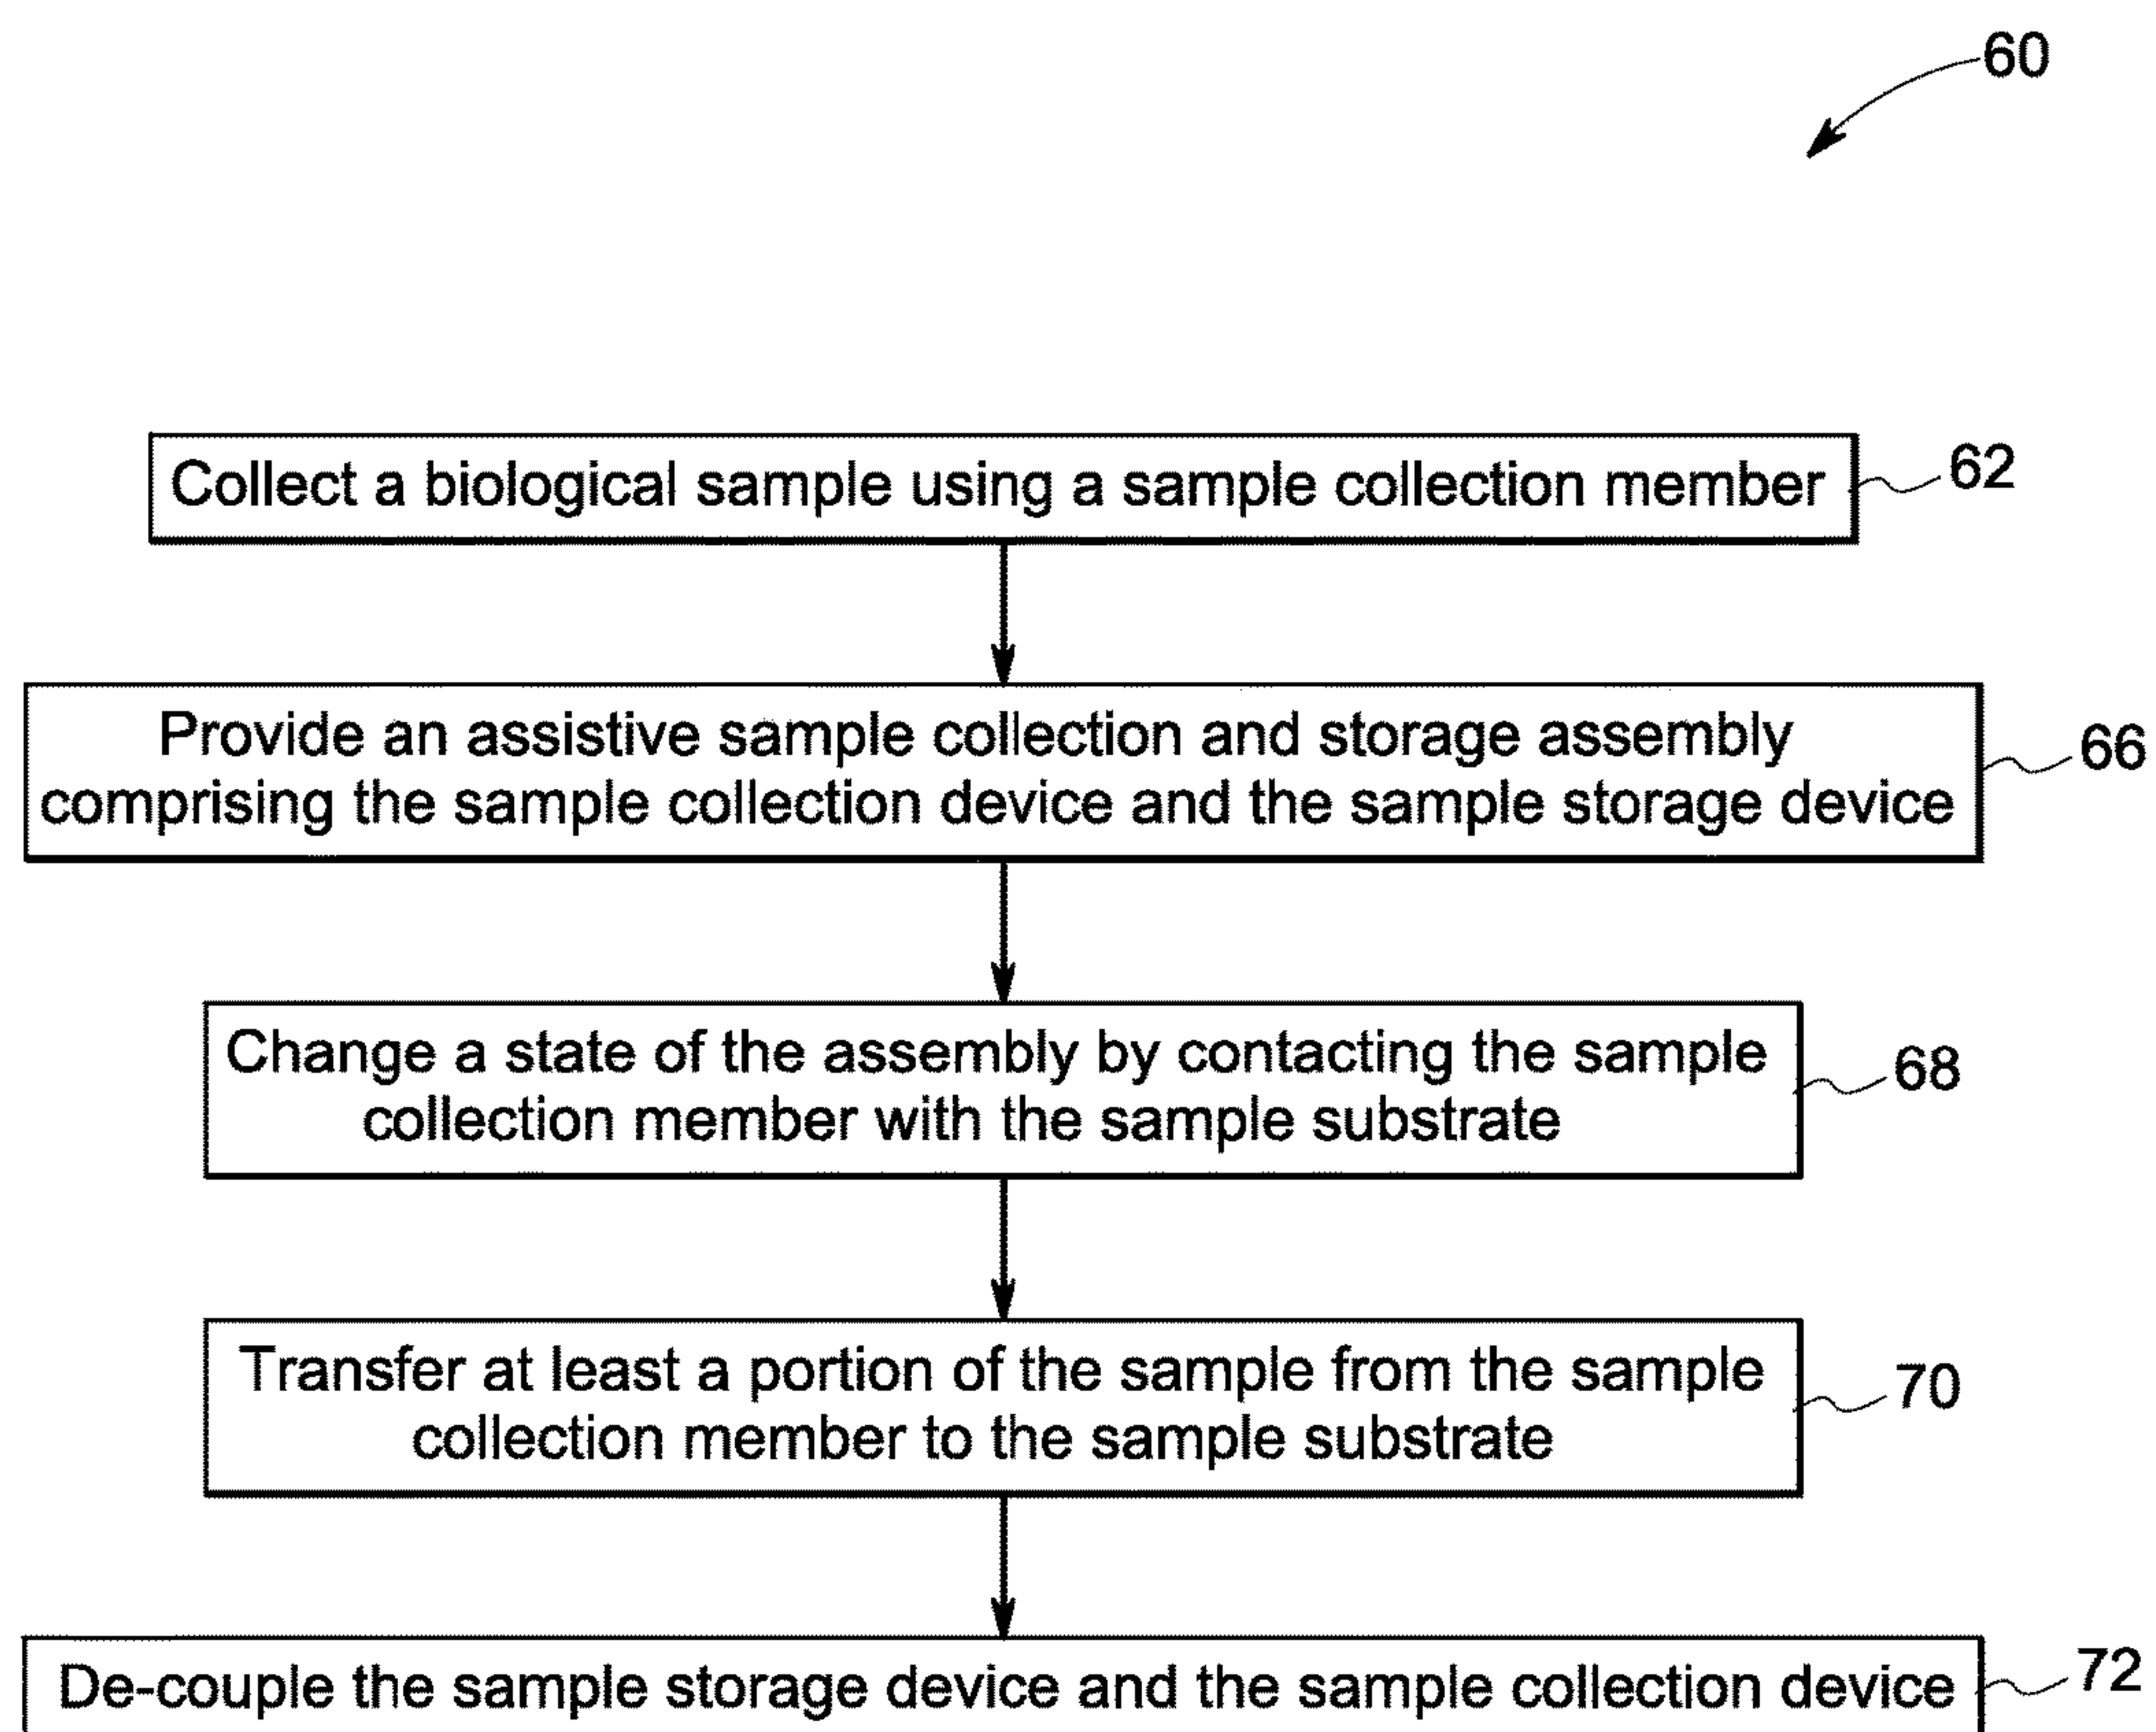 60
Collect a biological sample using a sample collection member
62
Provide an assistive sample collection and storage assembly
comprising the sample collection device and the sample storage device
66
Change a state of the assembly by contacting the sample
collection member with the sample substrate
68
Transfer at least a portion of the sample from the sample
collection member to the sample substrate
70
De-couple the sample storage device and the sample collection device
72